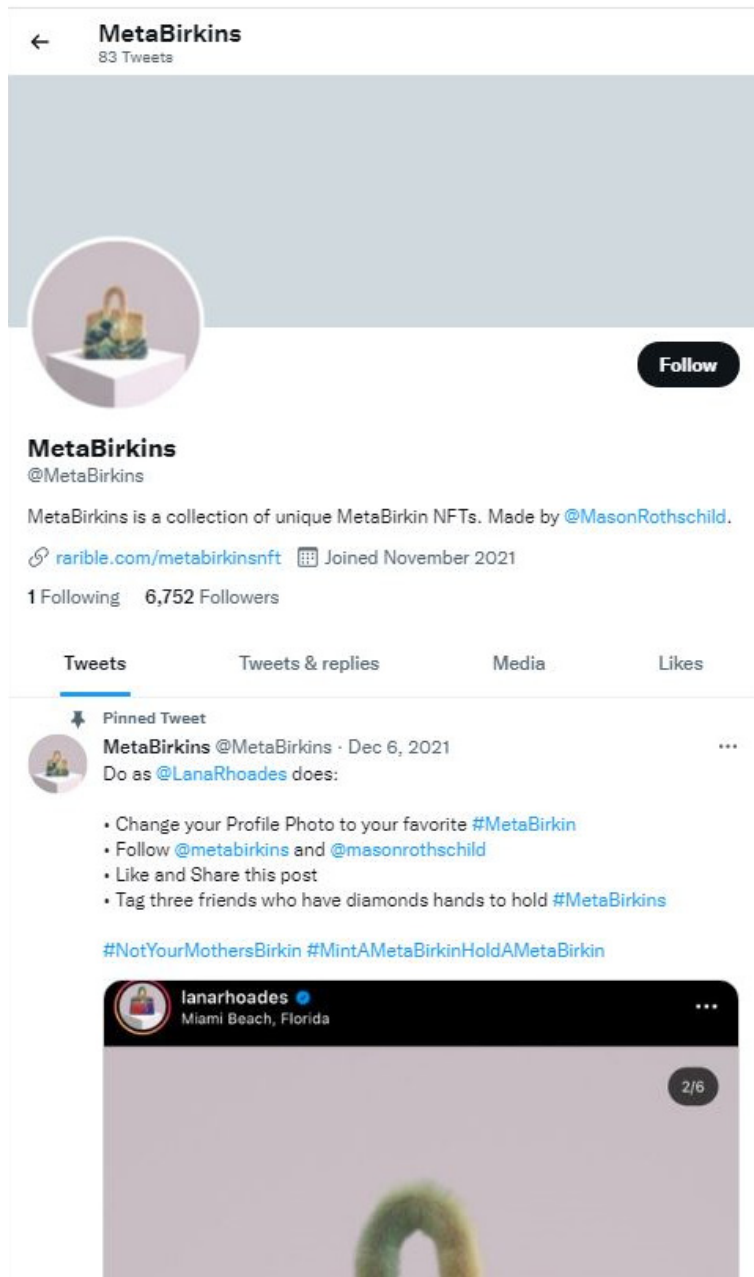 MetaBirkins
83 Tweets
Follow
MetaBirkins
@MetaBirkins
MetaBirkins is a collection of unique MetaBirkin NFTs. Made by @MasonRothschild.
rarible.com/metabirkinsnft Joined November 2021
1 Following 6,752 Followers
Tweets Tweets & replies Media Likes
Pinned Tweet
MetaBirkins @MetaBirkins · Dec 6, 2021
Do as @LanaRhoades does:
• Change your Profile Photo to your favorite #MetaBirkin
• Follow @metabirkins and @masonrothschild
• Like and Share this post
• Tag three friends who have diamonds hands to hold #MetaBirkins
#NotYourMothersBirkin #MintAMetaBirkinHoldAMetaBirkin
lanarhoades
Miami Beach, Florida
2/6